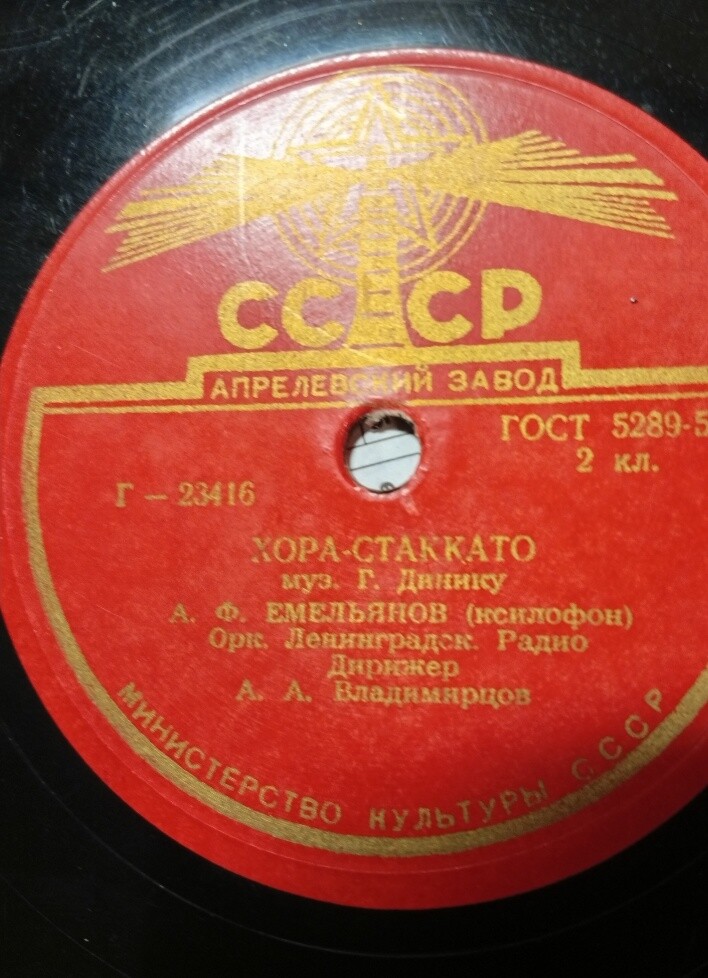 СССР
АПРЕЛЕВСКИЙ ЗАВОД
ГОСТ 5289-5
2 кл.
Г — 23416
ХОРА-СТАККАТО
муз. Г. Динику
А. Ф. ЕМЕЛЬЯНОВ (ксилофон)
Орк. Ленинградск. Радио
Дирижер
А. А. Владимирцов
МИНИСТЕРСТВО КУЛЬТУРЫ СССР